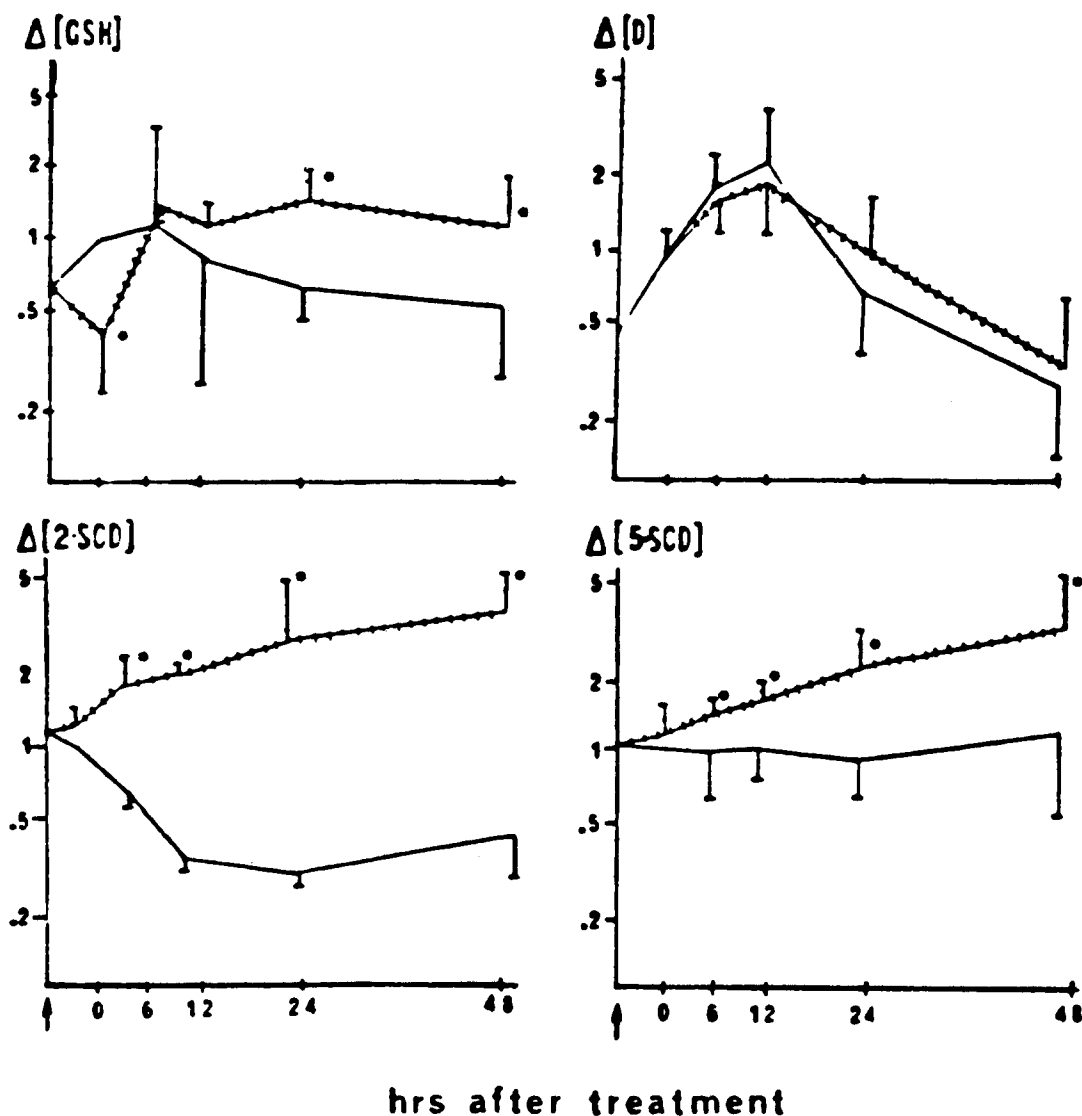 Δ [GSH]
Δ [D]
5
2
1
.5
.2
5
2
1
.5
.2
Δ [2-SCD]
Δ [5-SCD]
5
2
1
.5
.2
0 6 12 24 48
5
2
1
.5
.2
0 6 12 24 48
hrs after treatment